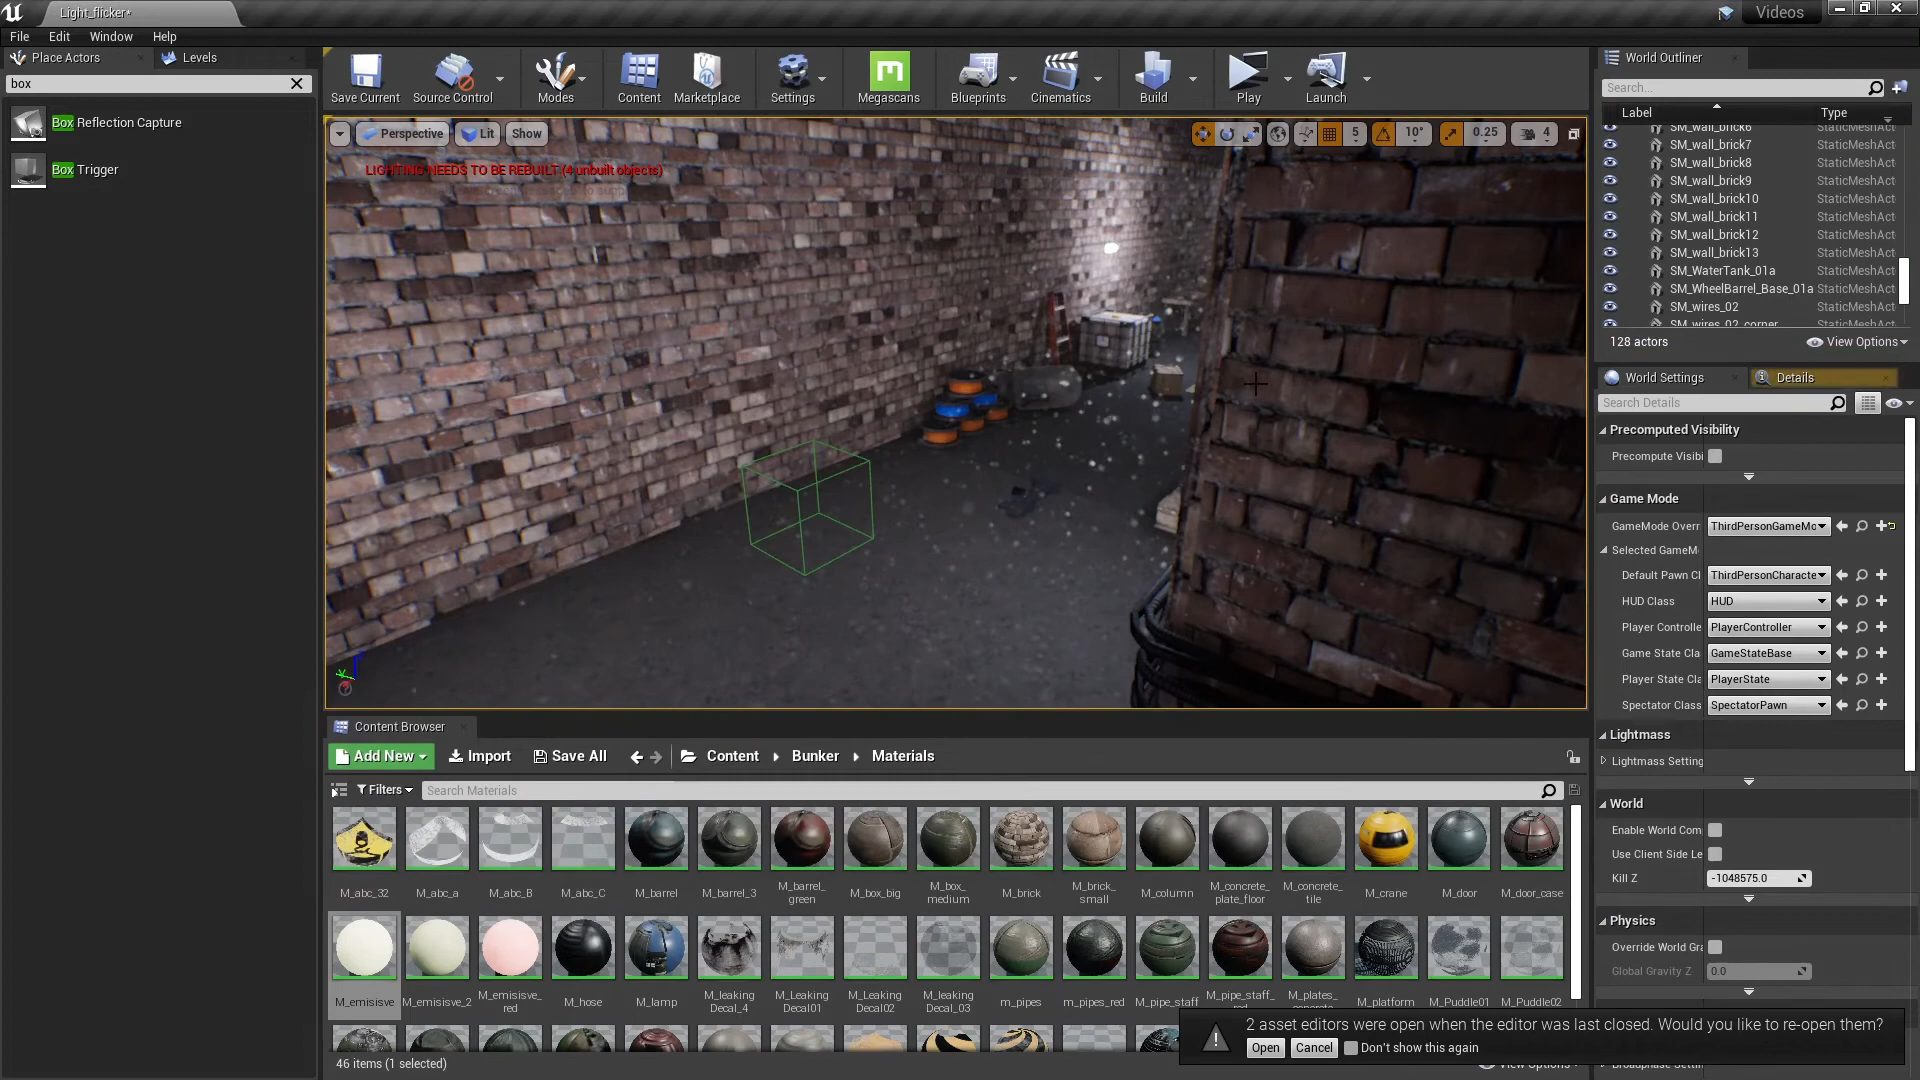 Light_flicker*
Videos
File Edit Window Help
Place Actors
Levels
box
Box Reflection Capture
Box Trigger
Save Current
Source Control
Modes
Content
Marketplace
Settings
Megascans
Blueprints
Cinematics
Build
Play
Launch
Perspective
Lit
Show
5
10°
0.25
4
LIGHTING NEEDS TO BE REBUILT (4 unbuilt objects)
World Outliner
Search...
Label Type
SM_wall_brick6 StaticMeshAct
SM_wall_brick7 StaticMeshAct
SM_wall_brick8 StaticMeshAct
SM_wall_brick9 StaticMeshAct
SM_wall_brick10 StaticMeshAct
SM_wall_brick11 StaticMeshAct
SM_wall_brick12 StaticMeshAct
SM_wall_brick13 StaticMeshAct
SM_WaterTank_01a StaticMeshAct
SM_WheelBarrel_Base_01a StaticMeshAct
SM_wires_02 StaticMeshAct
SM_wires_02_corner StaticMeshAct
128 actors
View Options
World Settings
Details
Search Details
Precomputed Visibility
Precompute Visibi
Game Mode
GameMode Overr ThirdPersonGameMo
Selected GameM
Default Pawn Cl ThirdPersonCharacte
HUD Class HUD
Player Controlle PlayerController
Game State Cla GameStateBase
Player State Cla PlayerState
Spectator Class SpectatorPawn
Lightmass
Lightmass Setting
World
Enable World Com
Use Client Side Le
Kill Z -1048575.0
Physics
Override World Gra
Global Gravity Z 0.0
Content Browser
Add New
Import
Save All
Content
Bunker
Materials
Filters
Search Materials
M_abc_32
M_abc_a
M_abc_B
M_abc_C
M_barrel
M_barrel_3
M_barrel_
green
M_box_big
M_box_
medium
M_brick
M_brick_
small
M_column
M_concrete_
plate_floor
M_concrete_
tile
M_crane
M_door
M_door_case
M_emisisve
M_emisisve_2
M_emisisve_
red
M_hose
M_lamp
M_leaking
Decal_4
M_Leaking
Decal01
M_Leaking
Decal02
M_leaking
Decal_03
m_pipes
m_pipes_red
M_pipe_staff
M_pipe_staff_
red
M_plates_
concrete
M_platform
M_Puddle01
M_Puddle02
46 items (1 selected)
View Options
2 asset editors were open when the editor was last closed. Would you like to re-open them?
Open
Cancel
Don't show this again